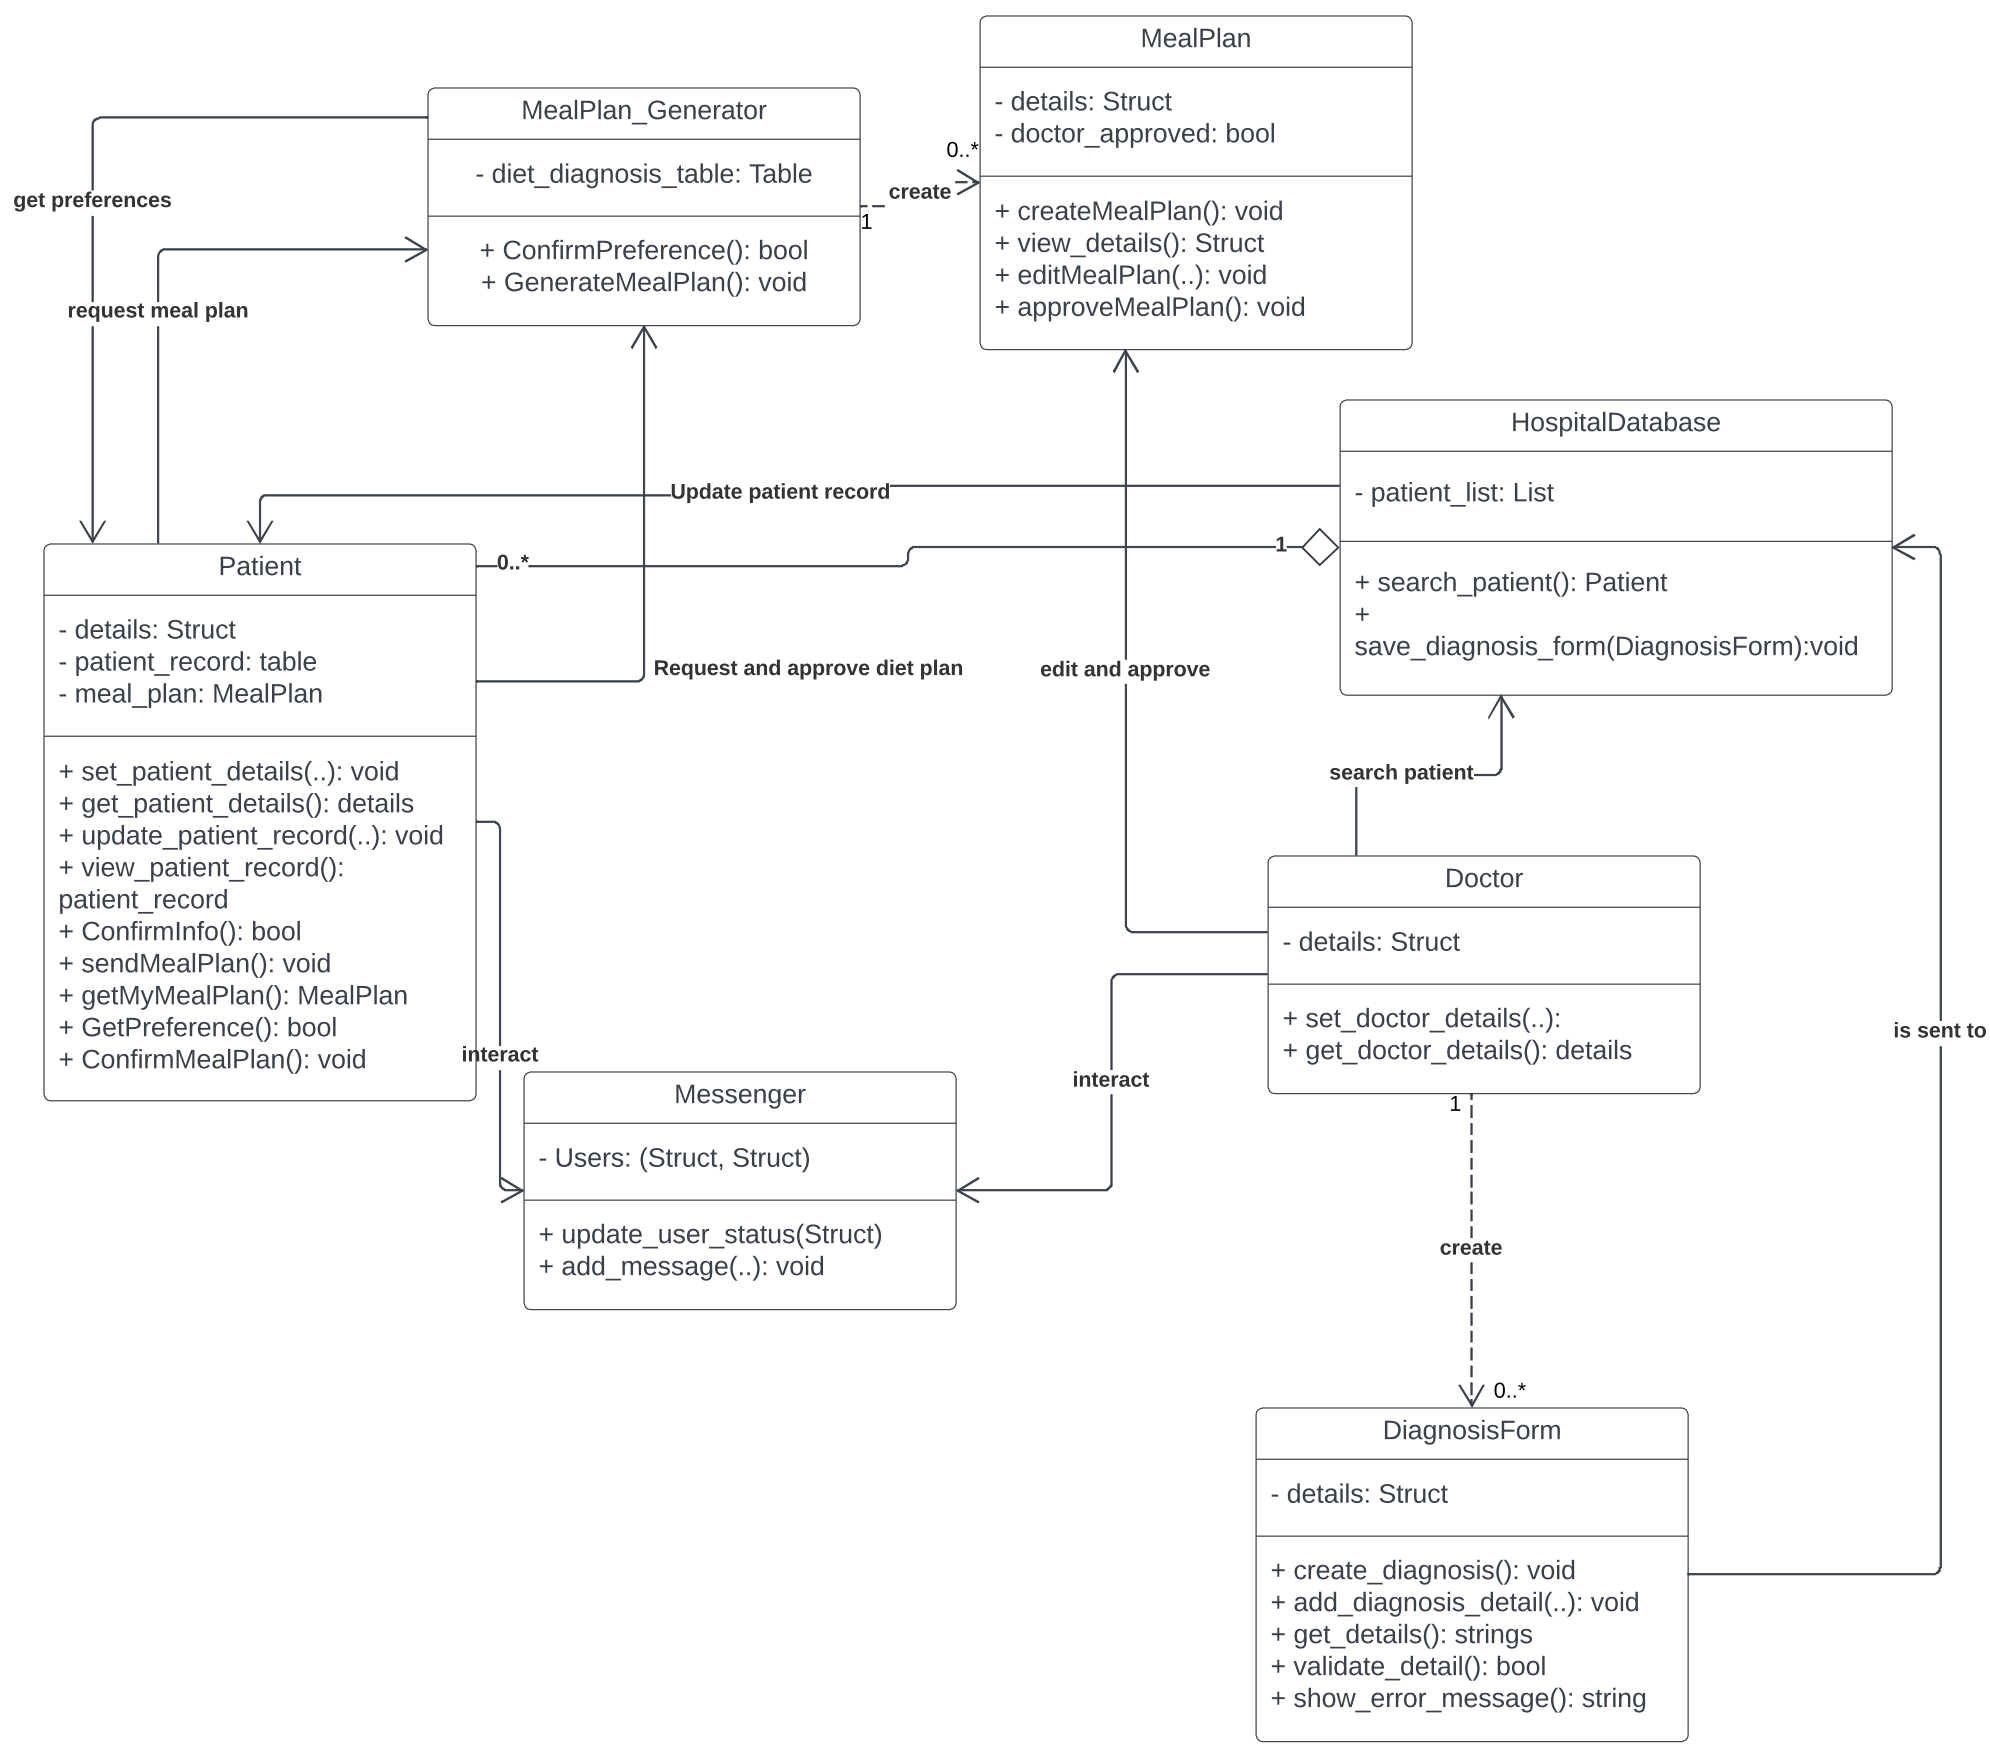 MealPlan
- details: Struct
- doctor_approved: bool
+ createMealPlan(): void
+ view_details(): Struct
+ editMealPlan(..): void
+ approveMealPlan(): void
MealPlan_Generator
- diet_diagnosis_table: Table
+ ConfirmPreference(): bool
+ GenerateMealPlan(): void
0..*
create
1
get preferences
request meal plan
HospitalDatabase
- patient_list: List
+ search_patient(): Patient
+
save_diagnosis_form(DiagnosisForm):void
Update patient record
0..*
1
Patient
- details: Struct
- patient_record: table
- meal_plan: MealPlan
+ set_patient_details(..): void
+ get_patient_details(): details
+ update_patient_record(..): void
+ view_patient_record():
patient_record
+ ConfirmInfo(): bool
+ sendMealPlan(): void
+ getMyMealPlan(): MealPlan
+ GetPreference(): bool
+ ConfirmMealPlan(): void
Request and approve diet plan
edit and approve
search patient
Doctor
- details: Struct
+ set_doctor_details(..):
+ get_doctor_details(): details
is sent to
interact
interact
Messenger
- Users: (Struct, Struct)
+ update_user_status(Struct)
+ add_message(..): void
1
create
0..*
DiagnosisForm
- details: Struct
+ create_diagnosis(): void
+ add_diagnosis_detail(..): void
+ get_details(): strings
+ validate_detail(): bool
+ show_error_message(): string